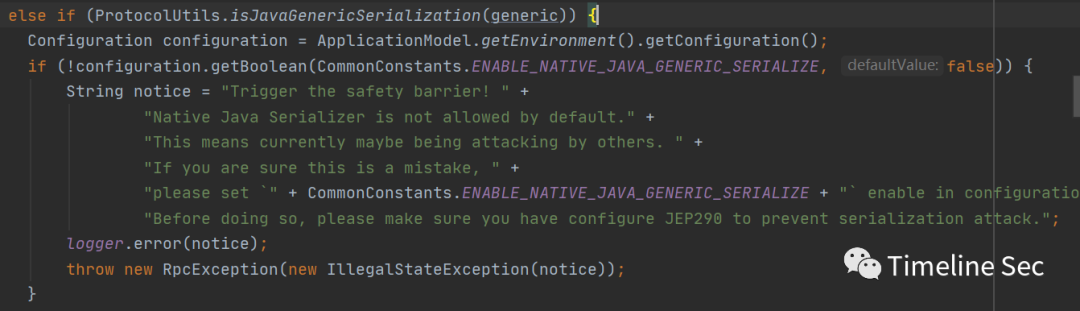 else if (ProtocolUtils.isJavaGenericSerialization(generic)) {
Configuration configuration = ApplicationModel.getEnvironment().getConfiguration();
if (!configuration.getBoolean(CommonConstants.ENABLE_NATIVE_JAVA_GENERIC_SERIALIZE, defaultValue: false)) {
String notice = "Trigger the safety barrier! " +
"Native Java Serializer is not allowed by default." +
"This means currently maybe being attacking by others. " +
"If you are sure this is a mistake, " +
"please set `" + CommonConstants.ENABLE_NATIVE_JAVA_GENERIC_SERIALIZE + "` enable in configuratio
"Before doing so, please make sure you have configure JEP290 to prevent serialization attack.";
logger.error(notice);
throw new RpcException(new IllegalStateException(notice));
}
Timeline Sec